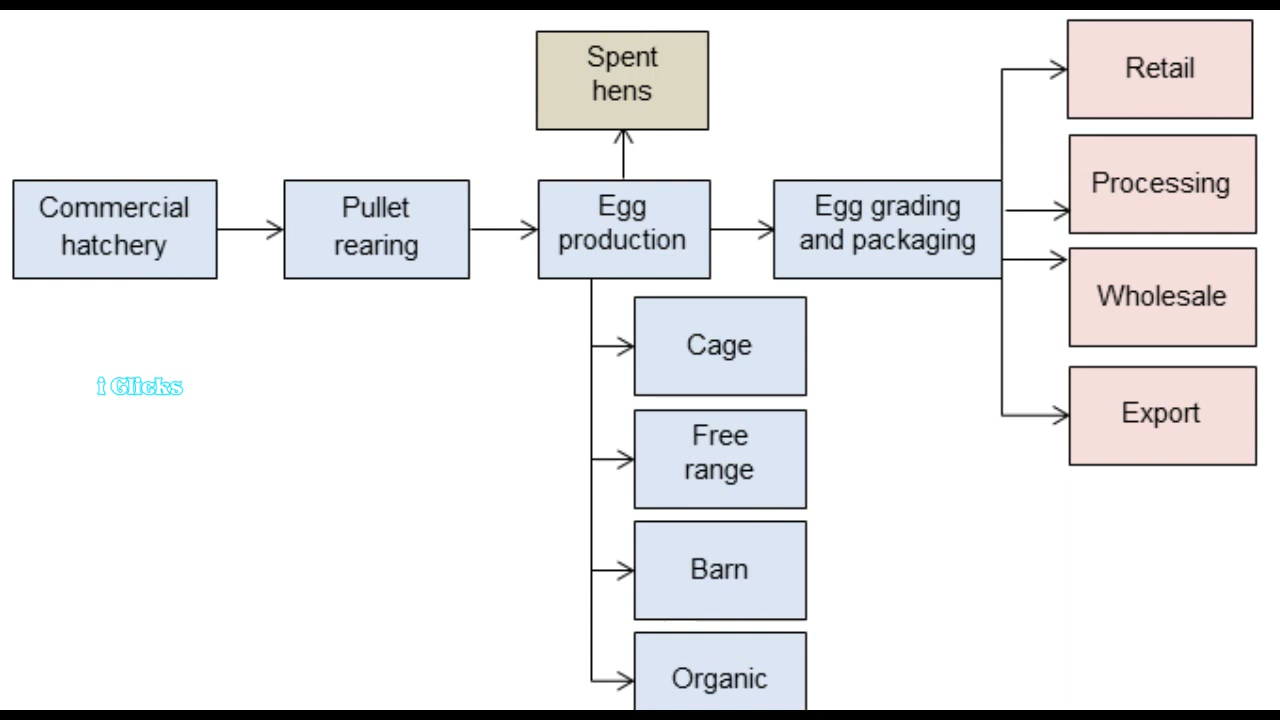 Spent
hens
Retail
Processing
Commercial
hatchery
Pullet
rearing
Egg
production
Egg grading
and packaging
Wholesale
Cage
i Glicks
Export
Free
range
Barn
Organic